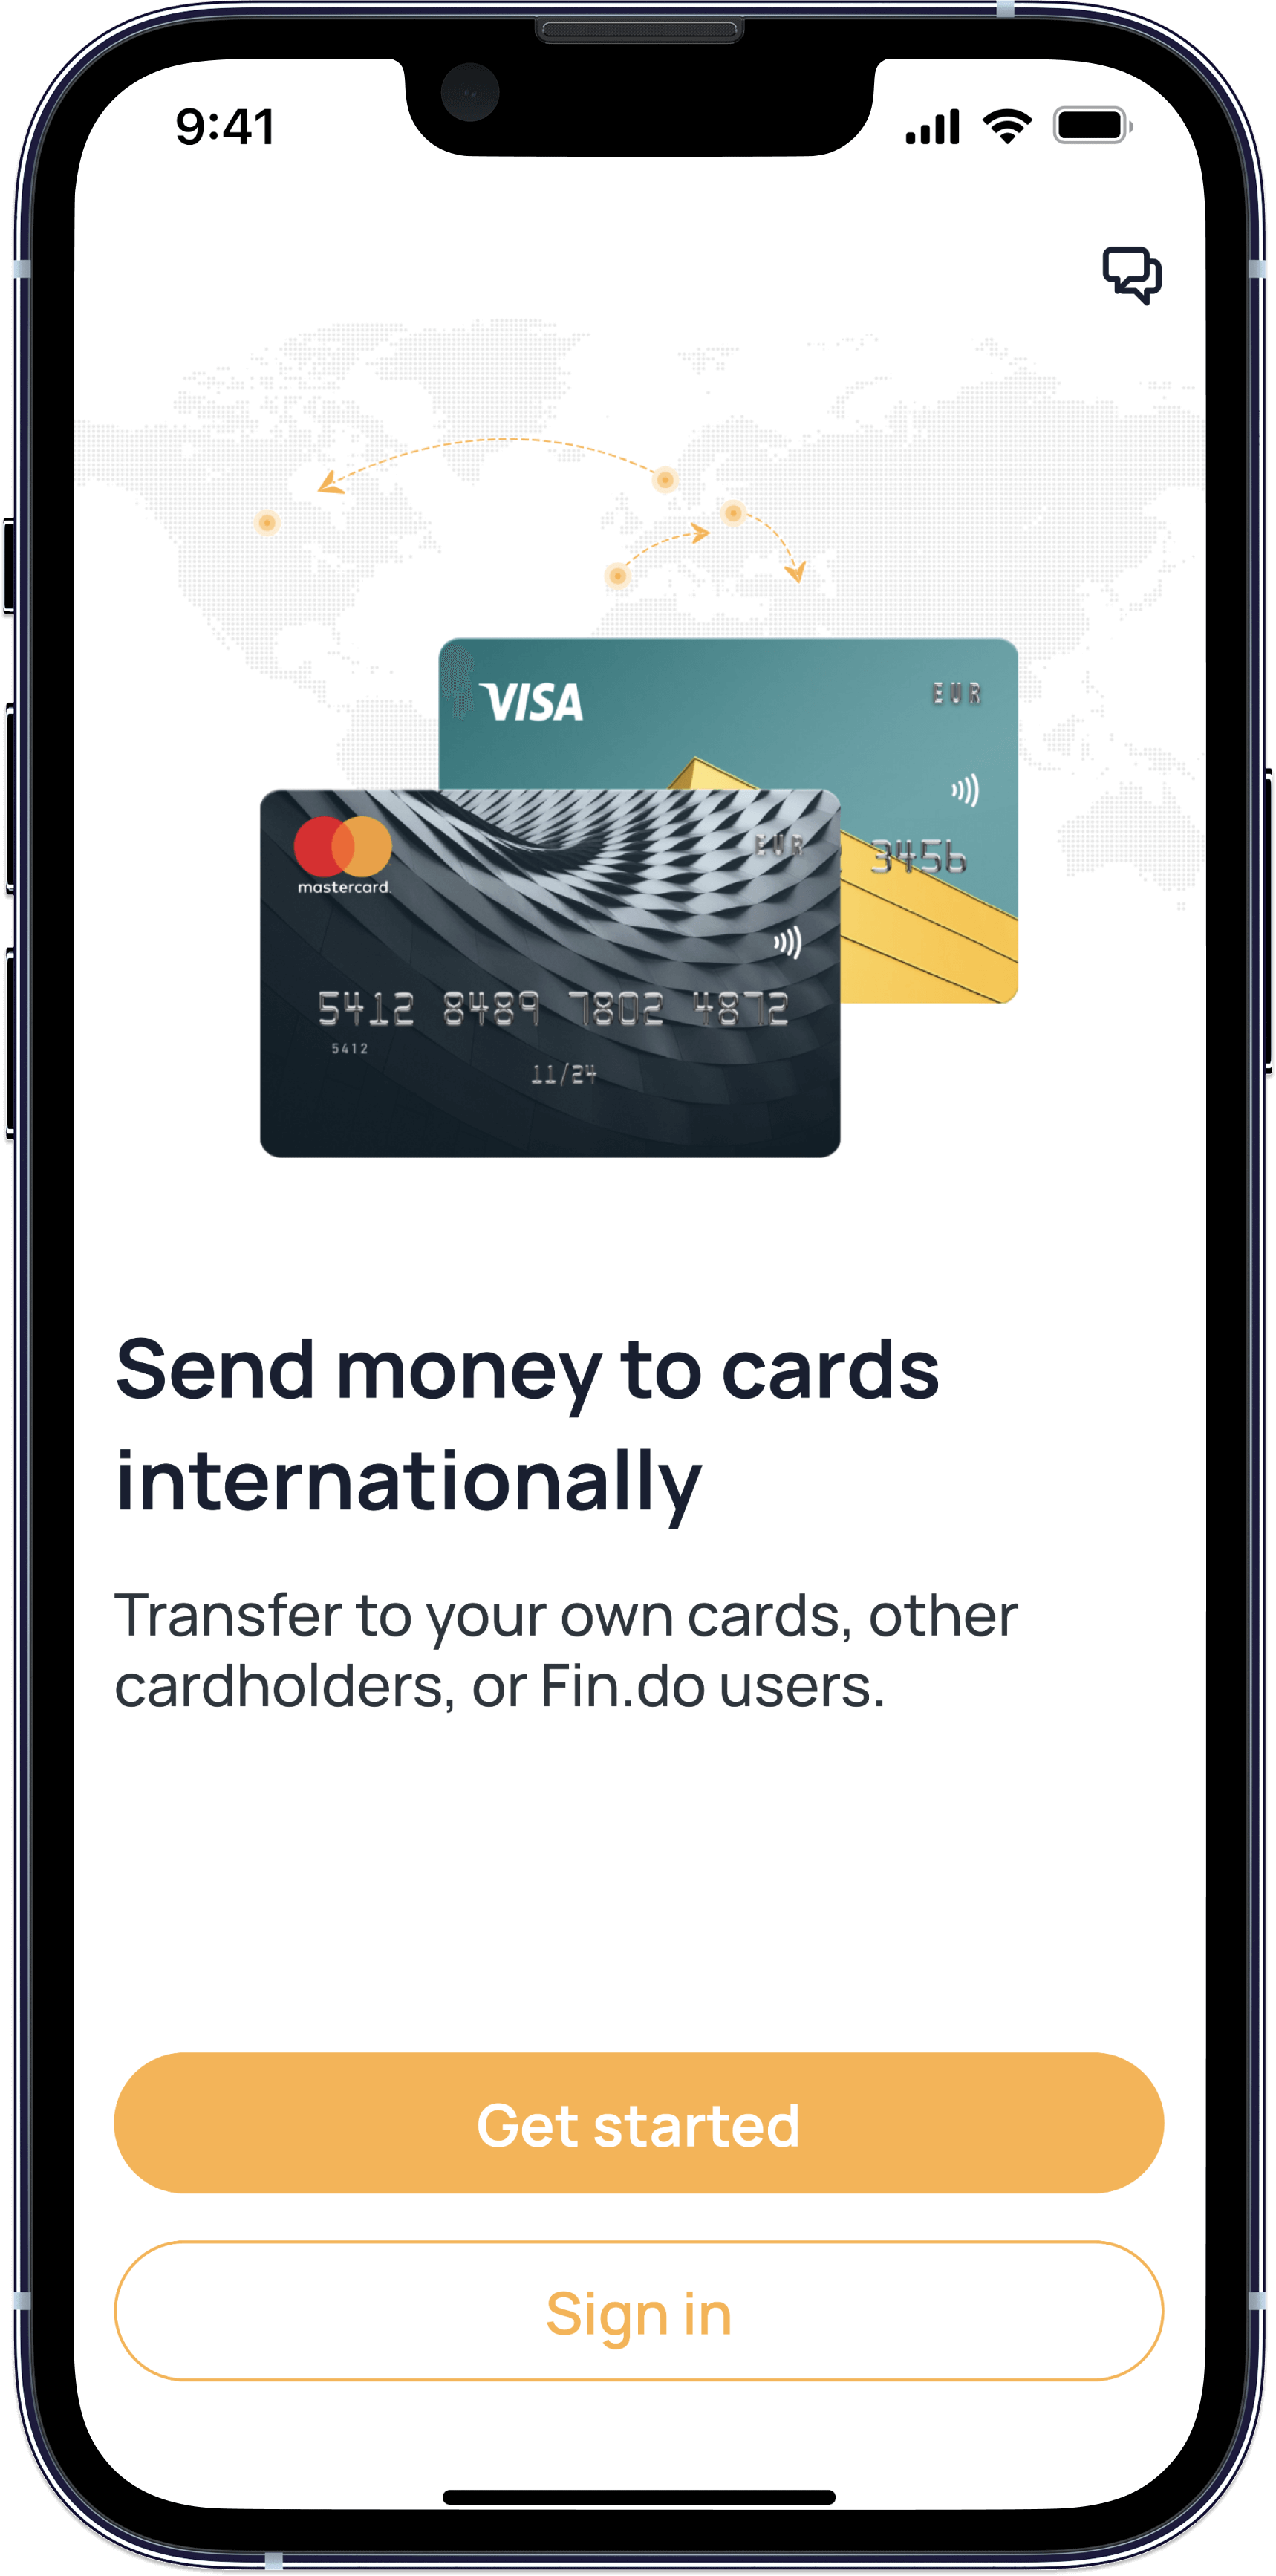 9:41
VISA
EUR
mastercard.
EUR
3456
5412 8489 7802 4872
5412
11/24
Send money to cards
internationally
Transfer to your own cards, other
cardholders, or Fin.do users.
Get started
Sign in